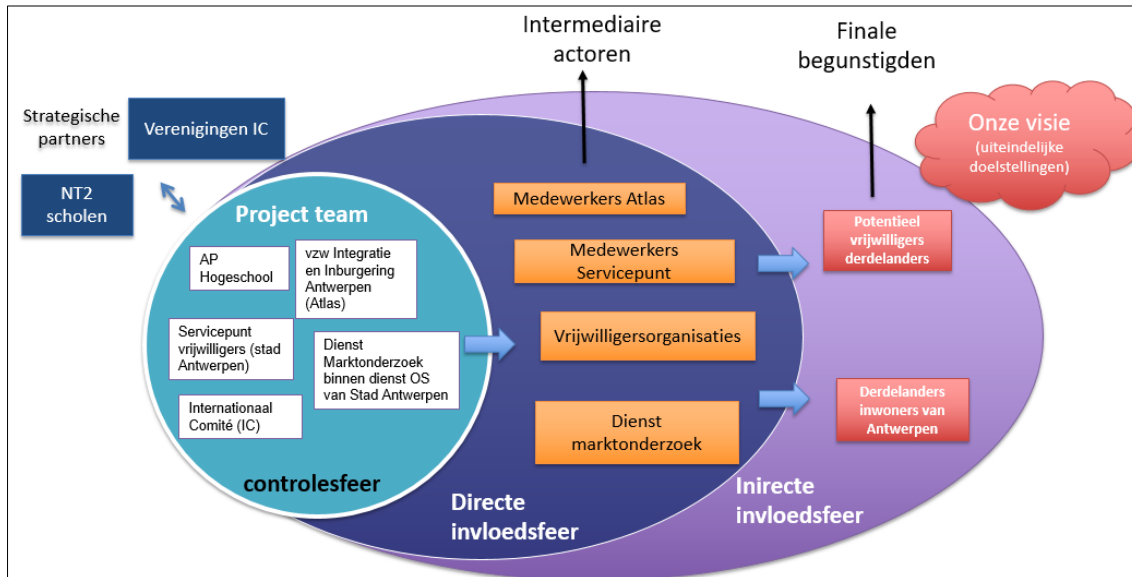 Intermediaire
actoren
Finale
begunstigden
Strategische
partners
Verenigingen IC
NT2
scholen
Onze visie
(uiteindelijke
doelstellingen)
Project team
AP
Hogeschool
vzw Integratie
en Inburgering
Antwerpen
(Atlas)
Servicepunt
vrijwilligers (stad
Antwerpen)
Dienst
Marktonderzoek
binnen dienst OS
van Stad Antwerpen
Internationaal
Comité (IC)
controlesfeer
Medewerkers Atlas
Medewerkers
Servicepunt
Vrijwilligersorganisaties
Dienst
marktonderzoek
Directe
invloedsfeer
Potentieel
vrijwilligers
derdelanders
Derdelanders
inwoners van
Antwerpen
Inirecte
invloedsfeer